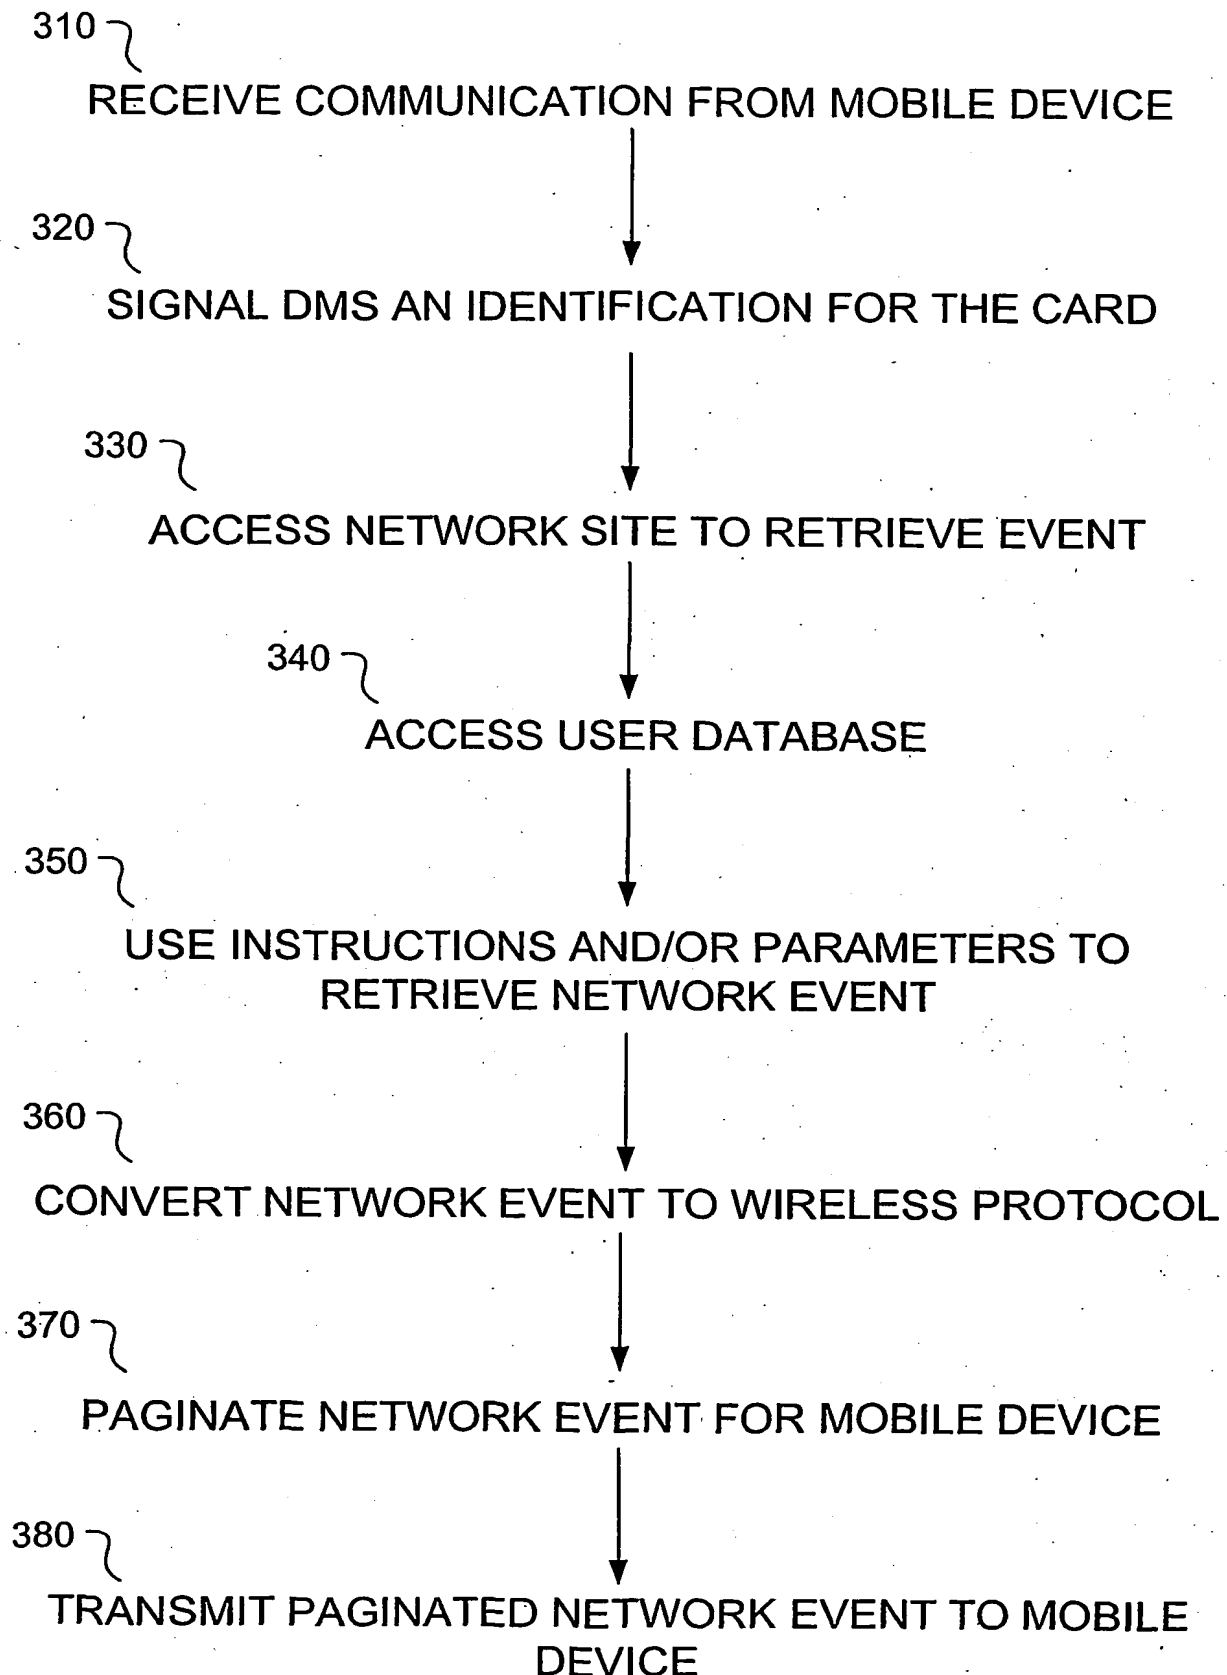 310
RECEIVE COMMUNICATION FROM MOBILE DEVICE
320
SIGNAL DMS AN IDENTIFICATION FOR THE CARD
330
ACCESS NETWORK SITE TO RETRIEVE EVENT
340
ACCESS USER DATABASE
350
USE INSTRUCTIONS AND/OR PARAMETERS TO
RETRIEVE NETWORK EVENT
360
CONVERT NETWORK EVENT TO WIRELESS PROTOCOL
370
PAGINATE NETWORK EVENT FOR MOBILE DEVICE
380
TRANSMIT PAGINATED NETWORK EVENT TO MOBILE
DEVICE